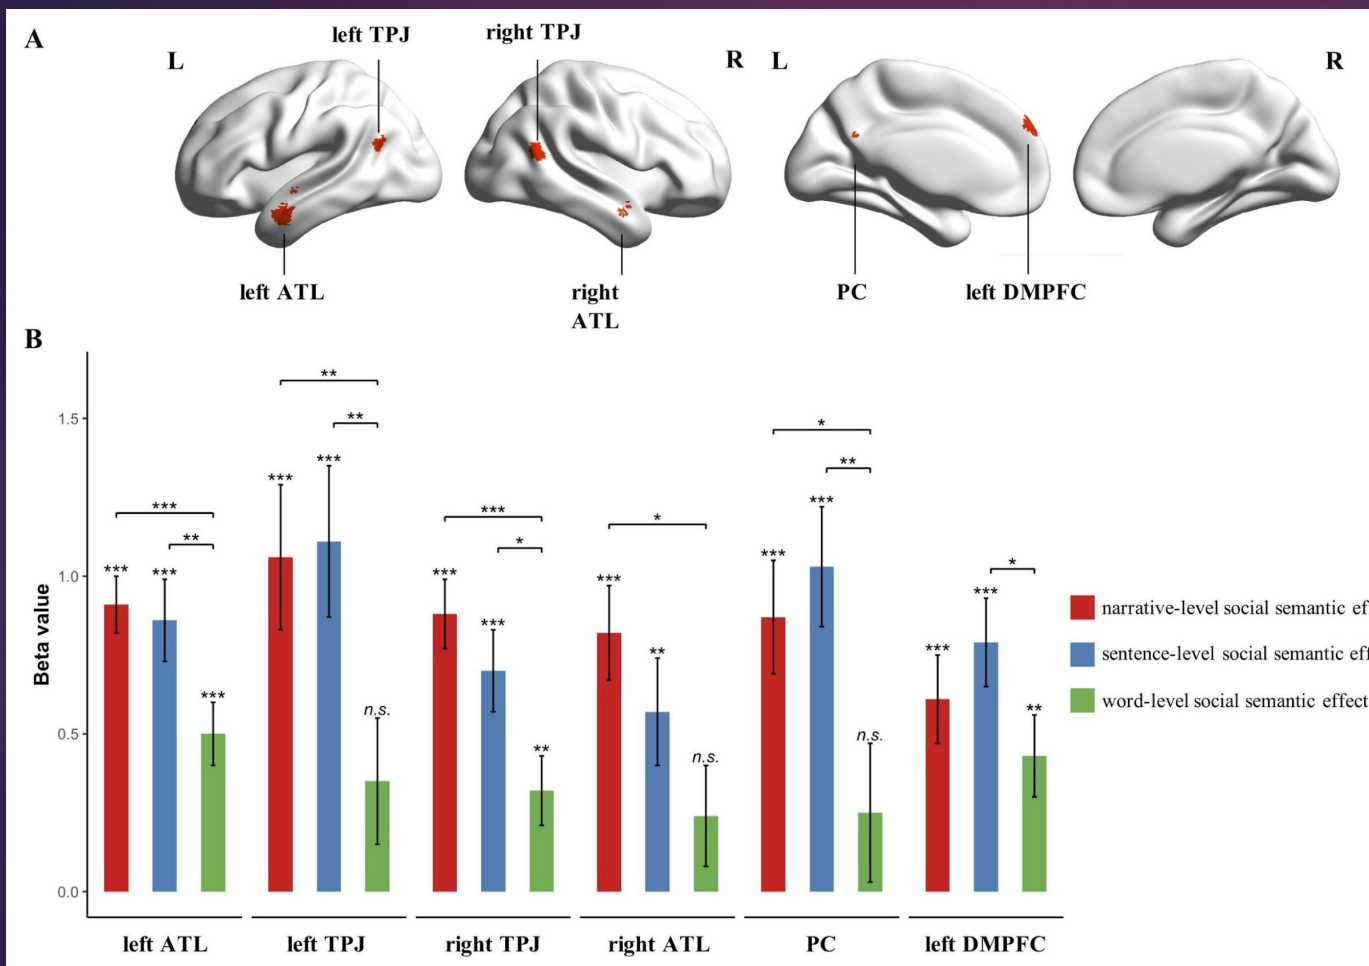 A
left TPJ
right TPJ
L
R
L
R
left ATL
right
ATL
PC
left DMPFC
B
Beta value
1.5
1.0
0.5
0.0
***
***
***
***
**
***
***
n.s.
**
**
***
***
**
***
*
***
**
n.s.
*
***
***
n.s.
*
**
***
***
**
*
narrative-level social semantic ef
sentence-level social semantic eff
word-level social semantic effect
left ATL
left TPJ
right TPJ
right ATL
PC
left DMPFC